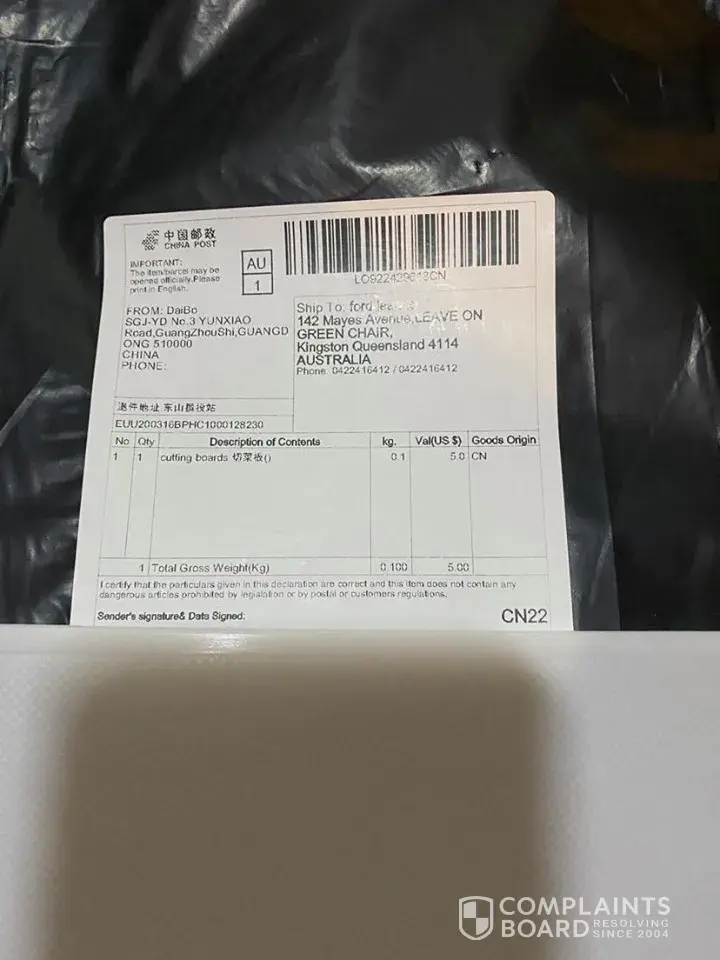 中国邮政
CHINA POST
IMPORTANT:
The item/parcel may be
opened officially.Please
print in English.
AU
1
FROM: DaiBo
SGJ-YD No.3 YUNXIAO
Road,GuangZhouShi,GUANGD
ONG 510000
CHINA
PHONE:
Ship To: ford
142 Mayes Avenue,LEAVE ON
GREEN CHAIR,
Kingston Queensland 4114
AUSTRALIA
Phone: 0422416412 / 0422416412
退件地址:东山揽投站
EUU200316BPHC1000128230
No Qty Description of Contents kg. Val(US $) Goods Origin
1 1 cutting boards 切菜板() 0.1 5.0 CN
1 Total Gross Weight(Kg) 0.100 5.00
I certify that the particulars given in this declaration are correct and this item does not contain any
dangerous articles prohibited by legislation or by postal or customers regulations.
Sender's signature& Data Signed: CN22
COMPLAINTS
BOARD RESOLVING
SINCE 2004